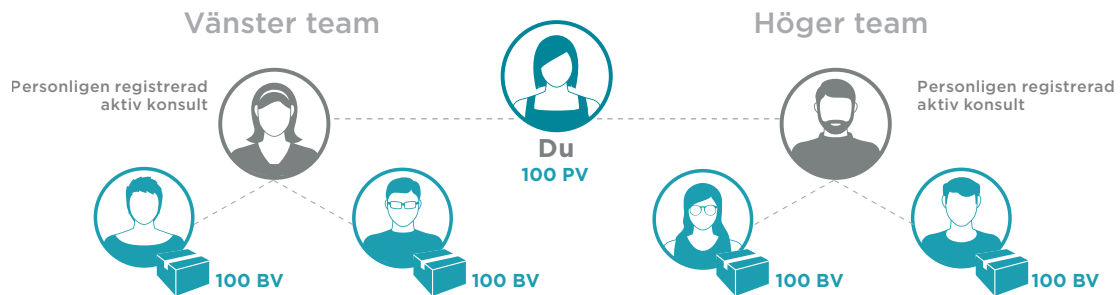 Vänster team
Höger team
Personligen registrerad
aktiv konsult
Personligen registrerad
aktiv konsult
Du
100 PV
100 BV
100 BV
100 BV
100 BV